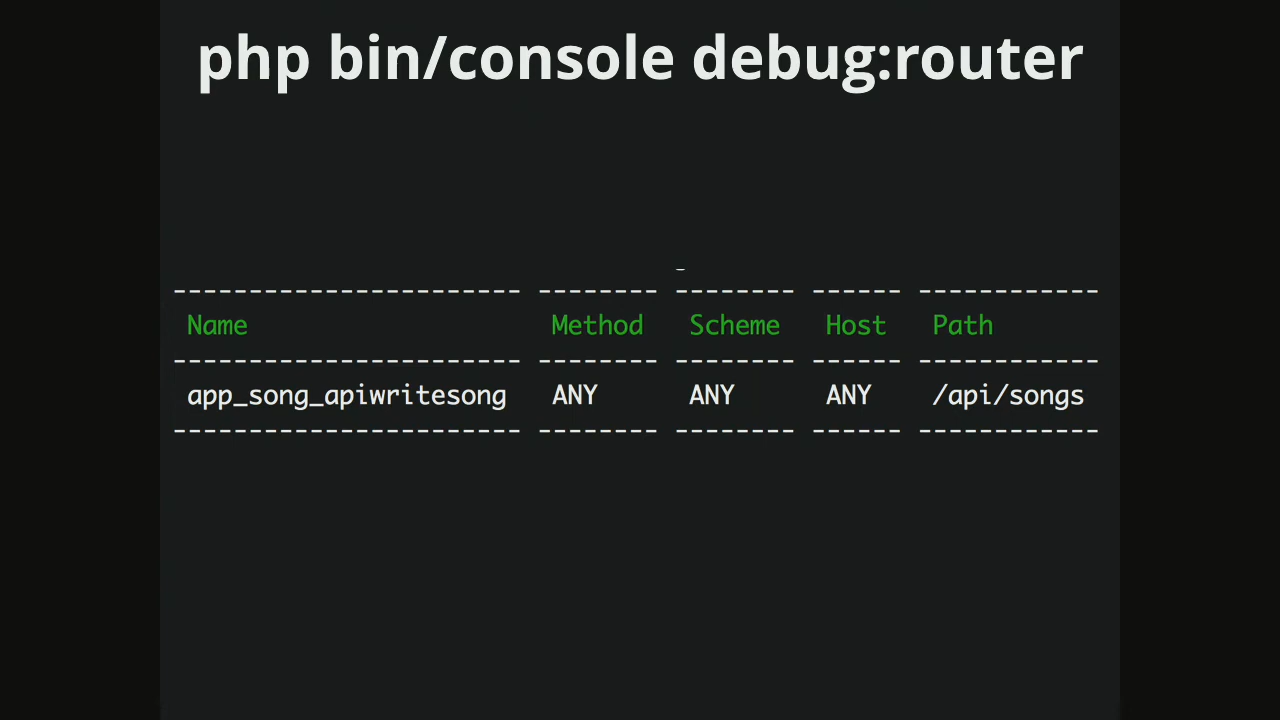 php bin/console debug:router
----------------------- -------- -------- ------ ------------
Name Method Scheme Host Path
----------------------- -------- -------- ------ ------------
app_song_apiwritesong ANY ANY ANY /api/songs
----------------------- -------- -------- ------ ------------